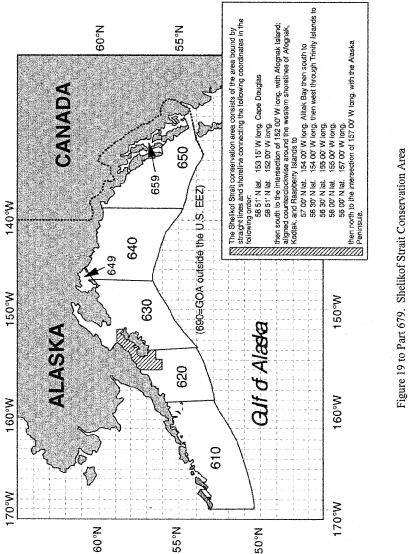 170°W
160°W
150°W
140°W
60°N
55°N
50°N
60°N
55°N
ALASKA
CANADA
649
640
630
620
610
650
659
(690=GOA outside the U.S. EEZ)
Gulf of Alaska
170°W
160°W
150°W
The Shelikof Strait conservation area consists of the area bound by
straight lines and shoreline connecting the following coordinates in the
following order:
58 51' N lat. 153 15' W long. Cape Douglas
58 51' N lat. 152 00' W long.
then south to the intersection of 152 00' W long. with Afognak Island;
aligned counterclockwise around the western shorelines of Afognak,
Kodiak, and Raspberry Islands to
57 00' N lat. 154 00' W long. Alitak Bay then south to
56 30' N lat. 154 00' W long. then west through Trinity Islands to
56 30' N lat. 155 00' W long.
56 00' N lat. 155 00' W long.
56 00' N lat. 157 00' W long.
then north to the intersection of 157 00' W long. with the Alaska
Peninsula.
Figure 19 to Part 679. Shelikof Strait Conservation Area